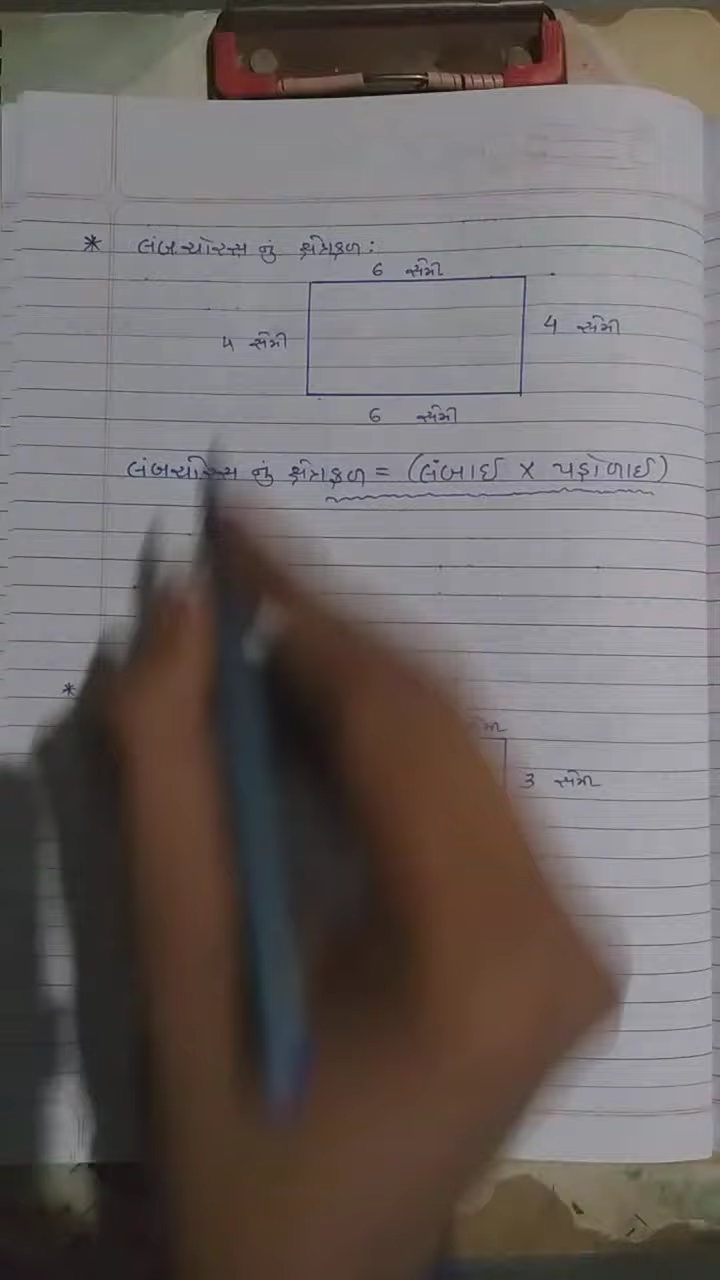 * લંબચોરસ નું ક્ષેત્રફળ :
6 સેમી
4 સેમી
4 સેમી
6 સેમી
લંબચોરસ નું ક્ષેત્રફળ = (લંબાઈ × પહોળાઈ)
*
3 સેમી